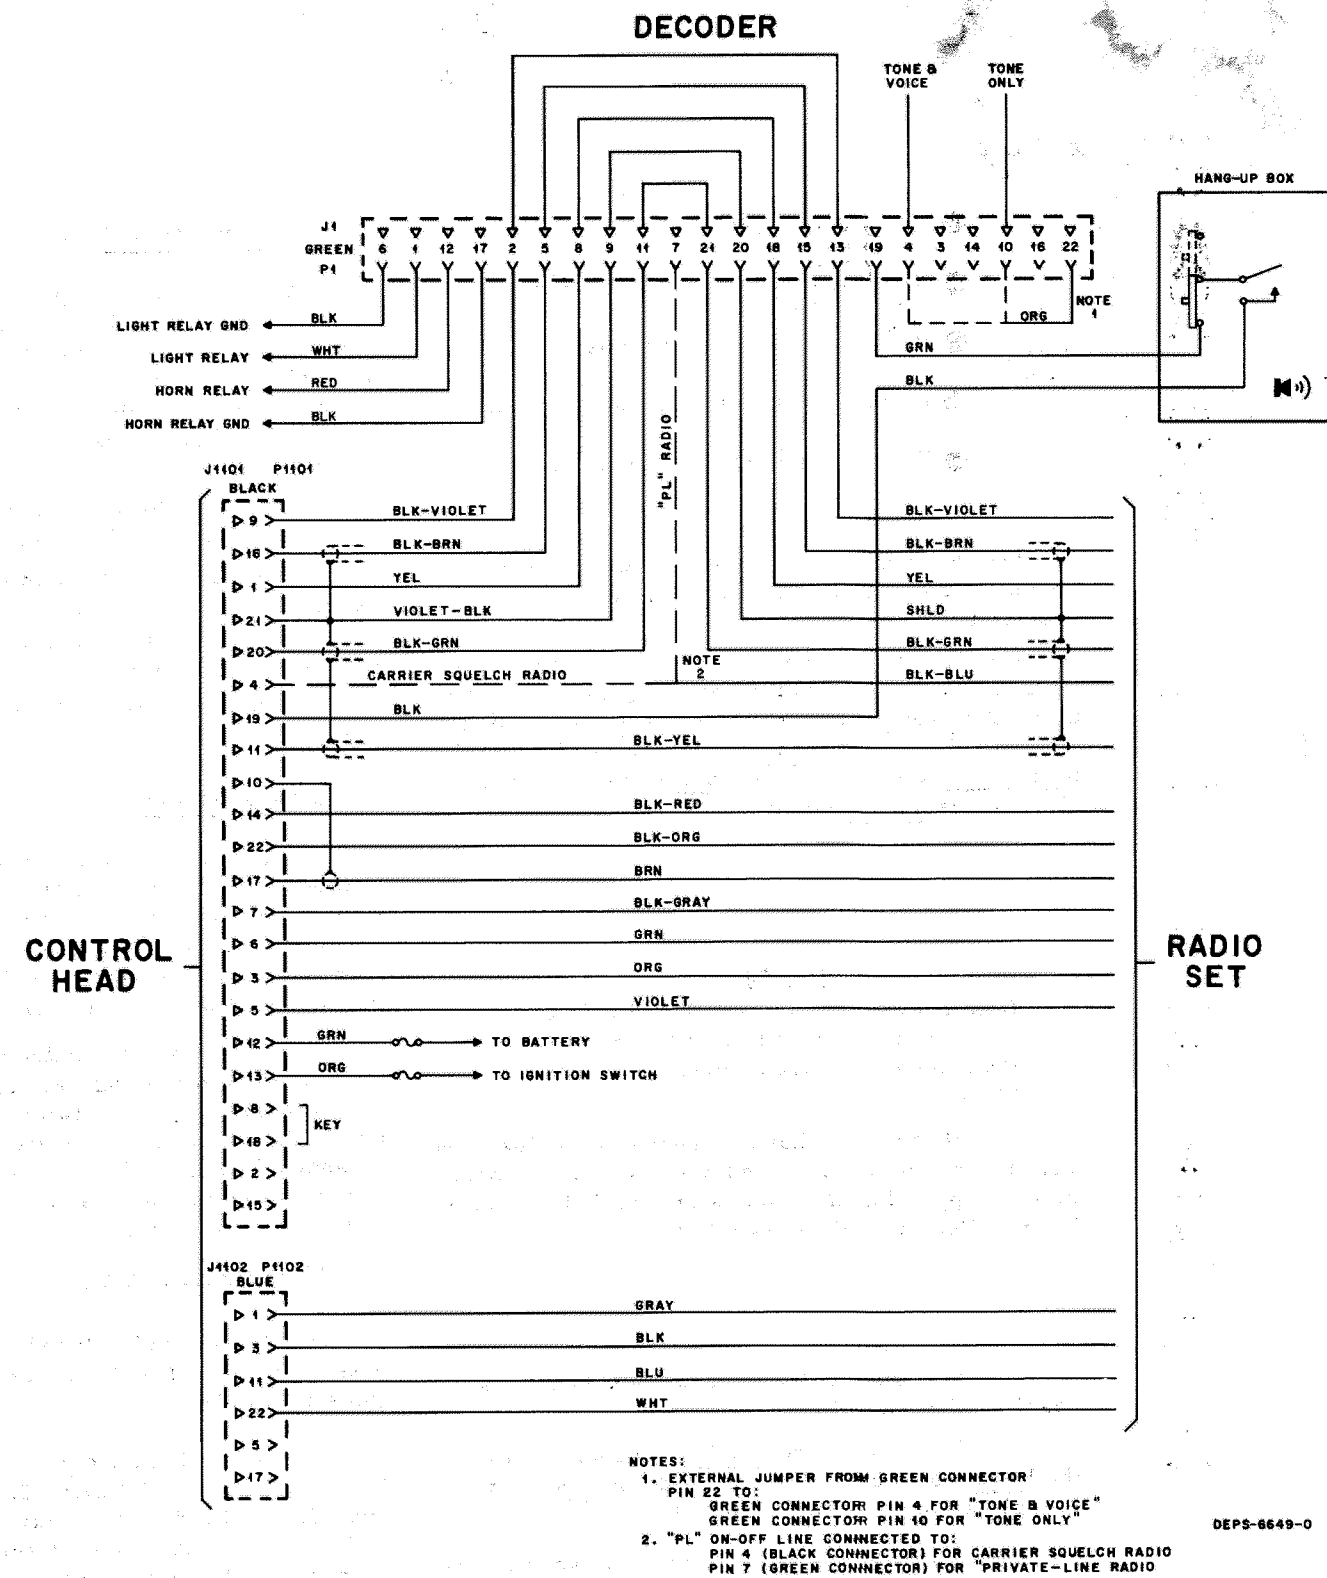 DECODER
TONE &
VOICE
TONE
ONLY
HANG-UP BOX
J1
GREEN
P1
6 1 12 17 2 5 8 9 11 7 21 20 18 15 13 19 4 3 14 10 16 22
NOTE
1
LIGHT RELAY GND BLK
LIGHT RELAY WHT
HORN RELAY RED
HORN RELAY GND BLK
ORG
GRN
BLK
"PL" RADIO
J1101 P1101
BLACK
9 BLK-VIOLET BLK-VIOLET
16 BLK-BRN BLK-BRN
1 YEL YEL
21 VIOLET-BLK SHLD
20 BLK-GRN BLK-GRN
NOTE
2
4 CARRIER SQUELCH RADIO BLK-BLU
19 BLK
11 BLK-YEL
10
14 BLK-RED
22 BLK-ORG
17 BRN
7 BLK-GRAY
6 GRN
3 ORG
5 VIOLET
CONTROL
HEAD
RADIO
SET
12 GRN TO BATTERY
13 ORG TO IGNITION SWITCH
8
KEY
18
2
15
J1102 P1102
BLUE
1 GRAY
3 BLK
11 BLU
22 WHT
5
17
NOTES:
1. EXTERNAL JUMPER FROM GREEN CONNECTOR
PIN 22 TO:
GREEN CONNECTOR PIN 4 FOR "TONE & VOICE"
GREEN CONNECTOR PIN 10 FOR "TONE ONLY"
2. "PL" ON-OFF LINE CONNECTED TO:
PIN 4 (BLACK CONNECTOR) FOR CARRIER SQUELCH RADIO
PIN 7 (GREEN CONNECTOR) FOR "PRIVATE-LINE RADIO
DEPS-6649-O